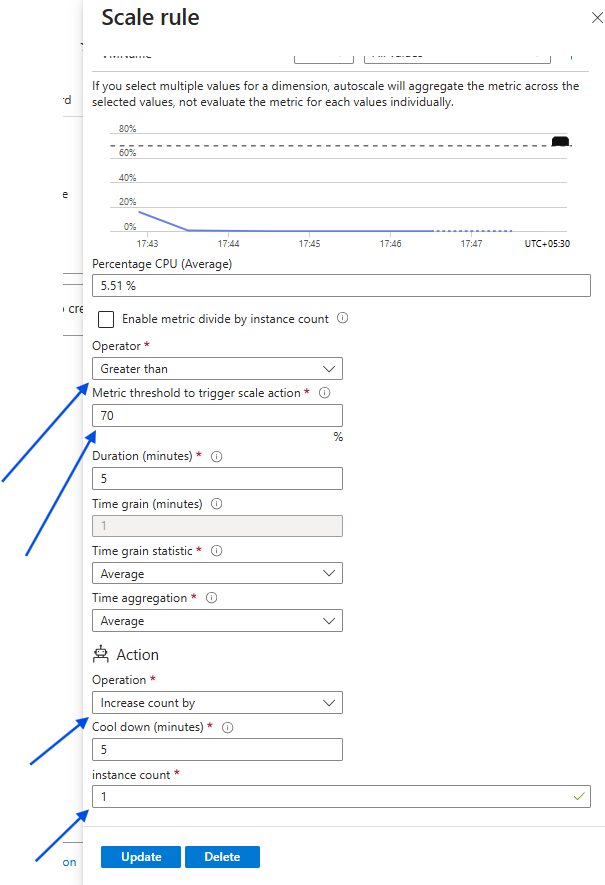 Scale rule
If you select multiple values for a dimension, autoscale will aggregate the metric across the
selected values, not evaluate the metric for each values individually.
80%
60%
40%
20%
0%
17:43 17:44 17:45 17:46 17:47 UTC+05:30
Percentage CPU (Average)
5.51 %
Enable metric divide by instance count
Operator *
Greater than
Metric threshold to trigger scale action *
70
%
Duration (minutes) *
5
Time grain (minutes)
1
Time grain statistic *
Average
Time aggregation *
Average
Action
Operation *
Increase count by
Cool down (minutes) *
5
instance count *
1
Update Delete